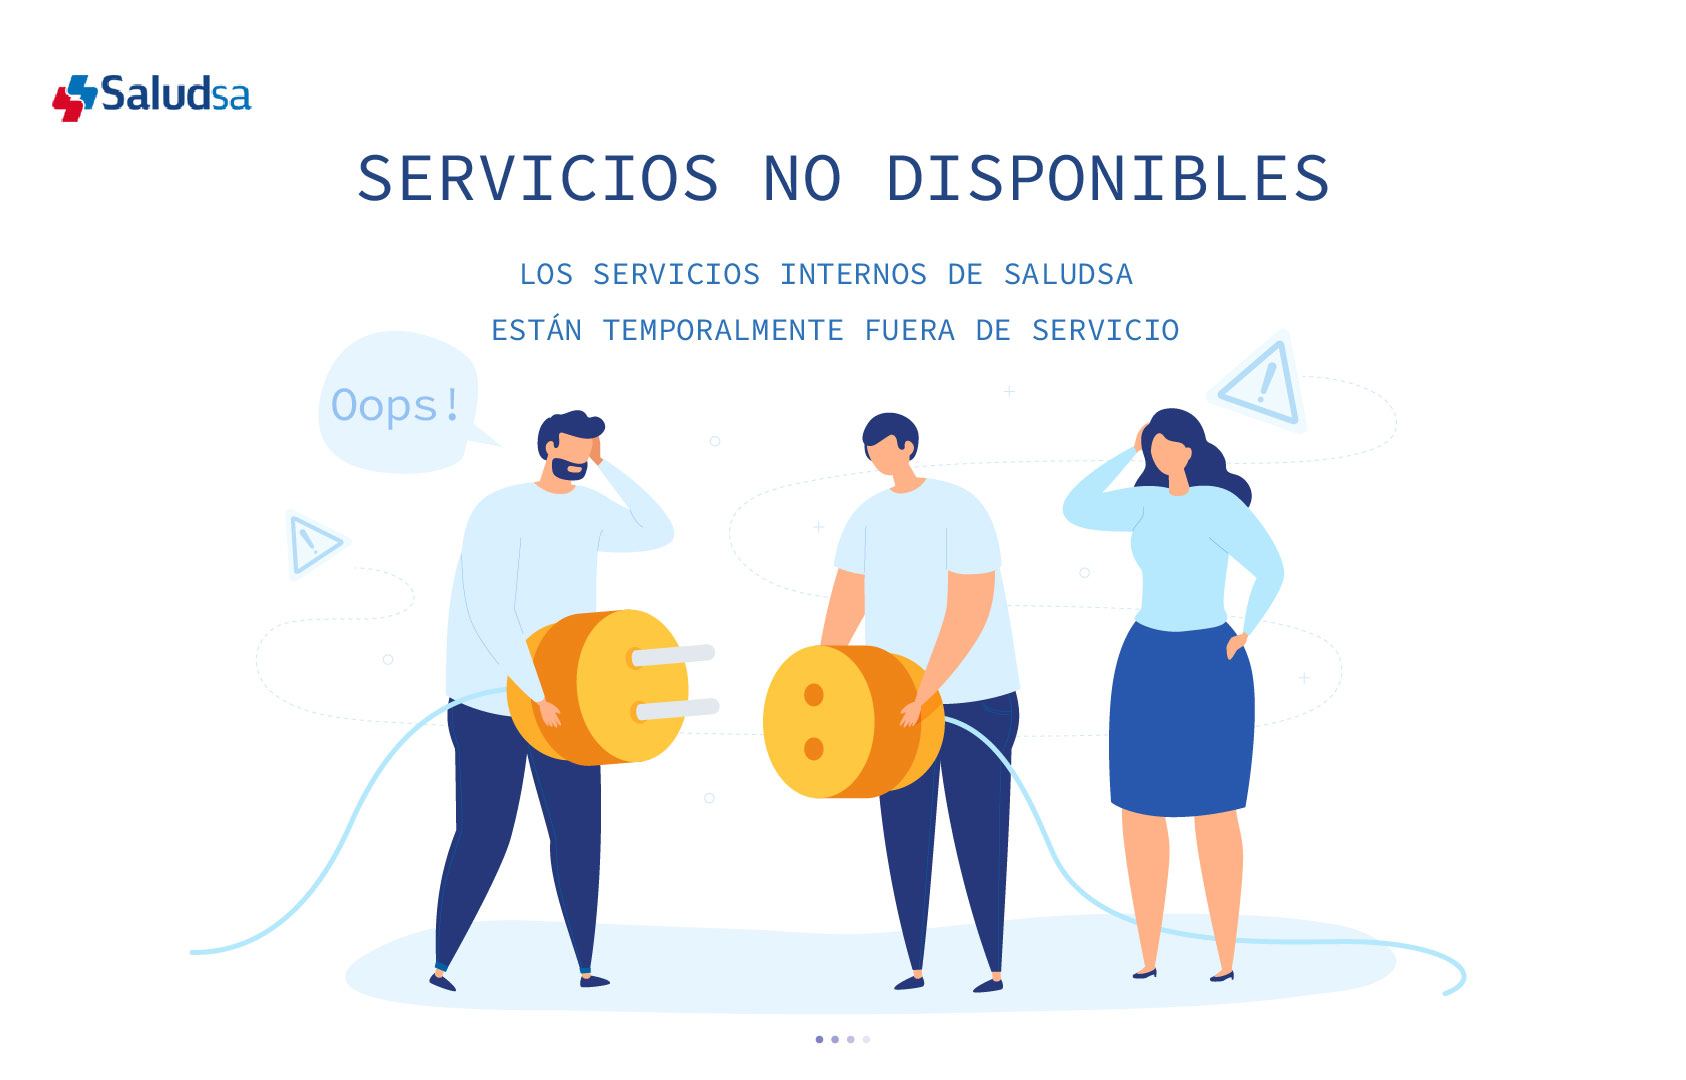 Saludsa
SERVICIOS NO DISPONIBLES
LOS SERVICIOS INTERNOS DE SALUDSA
ESTÁN TEMPORALMENTE FUERA DE SERVICIO
Oops!